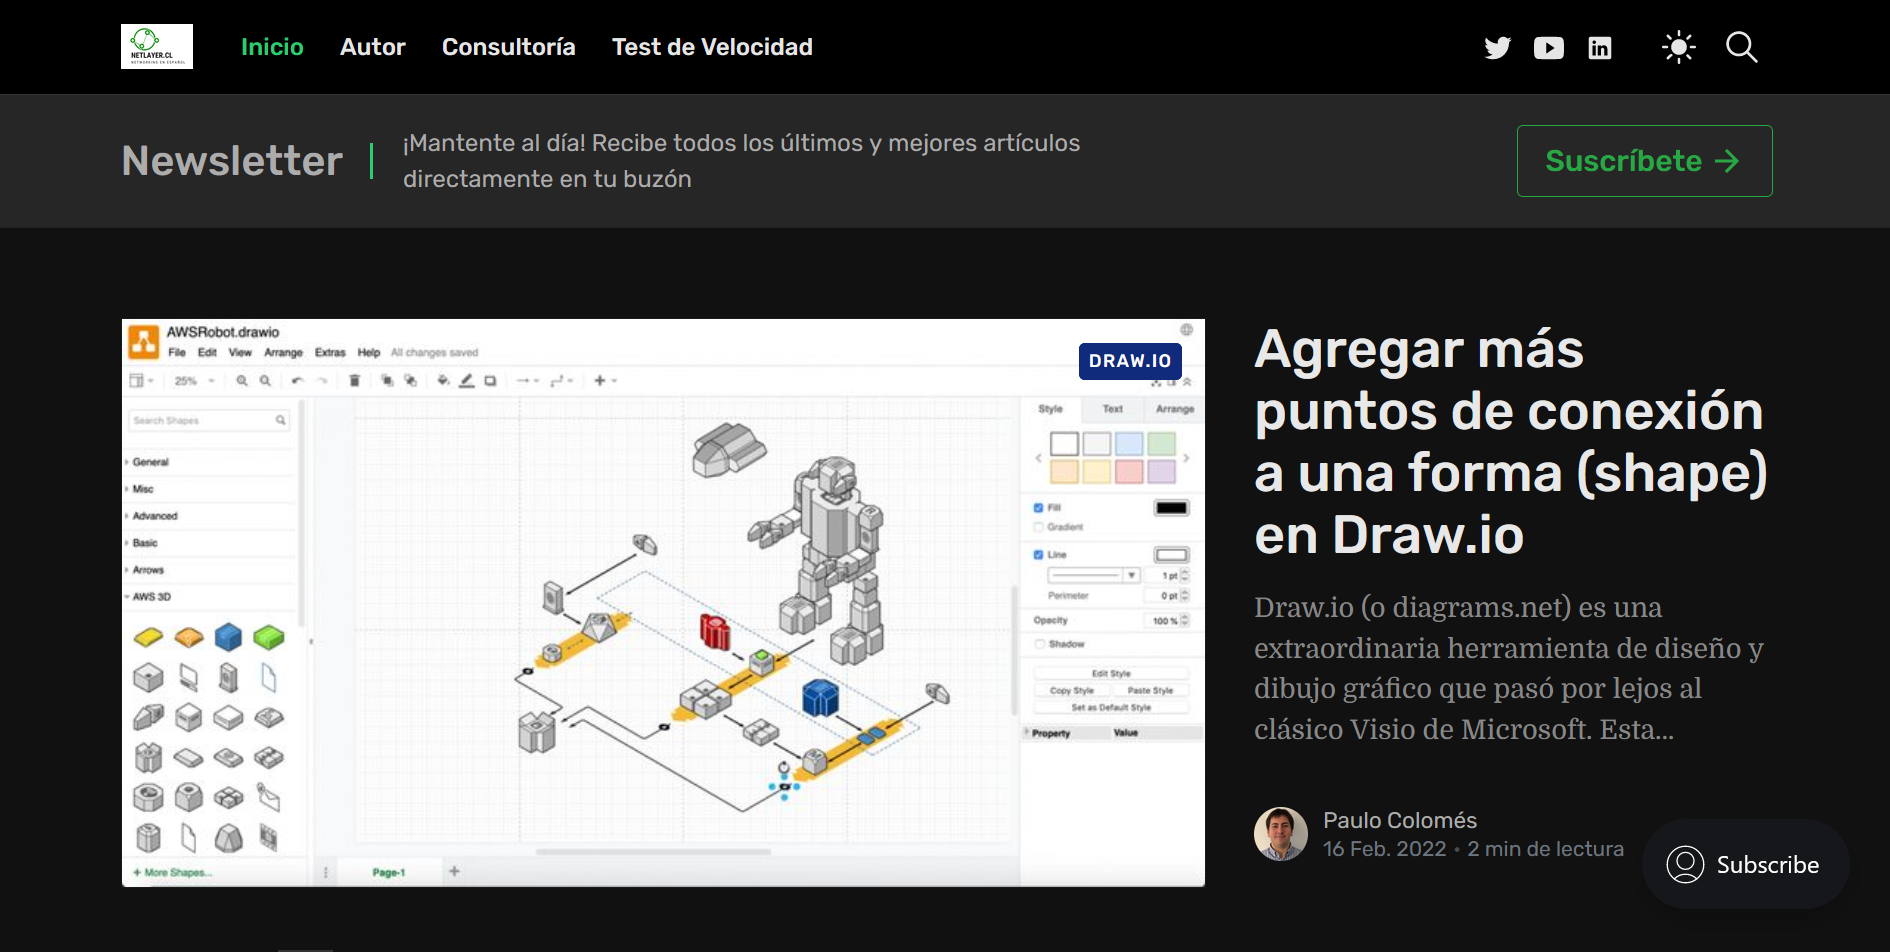 NETLAYER.CL
NETWORKING EN ESPAÑOL
Inicio
Autor
Consultoría
Test de Velocidad
Newsletter
¡Mantente al día! Recibe todos los últimos y mejores artículos
directamente en tu buzón
Suscríbete →
AWSRobot.drawio
File Edit View Arrange Extras Help All changes saved
DRAW.IO
25%
Search Shapes
General
Misc
Advanced
Basic
Arrows
AWS 3D
+ More Shapes...
Page-1
Style Text Arrange
Fill
Gradient
Line
1 pt
Perimeter 0 pt
Opacity 100 %
Shadow
Edit Style
Copy Style Paste Style
Set as Default Style
Property Value
Agregar más
puntos de conexión
a una forma (shape)
en Draw.io
Draw.io (o diagrams.net) es una
extraordinaria herramienta de diseño y
dibujo gráfico que pasó por lejos al
clásico Visio de Microsoft. Esta...
Paulo Colomés
16 Feb. 2022 • 2 min de lectura
Subscribe